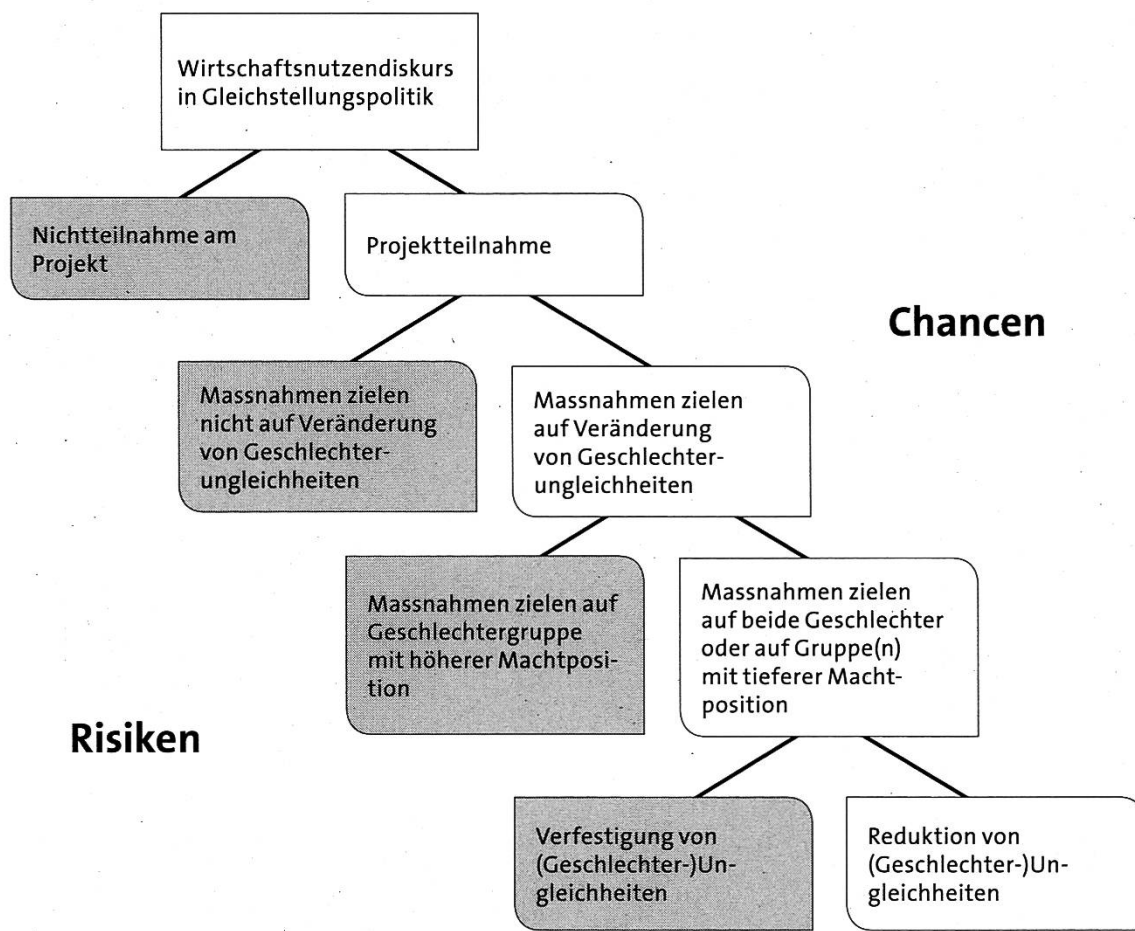 Wirtschaftsnutzendiskurs
in Gleichstellungspolitik
Nichtteilnahme am
Projekt
Projektteilnahme
Chancen
Massnahmen zielen
nicht auf Veränderung
von Geschlechter-
ungleichheiten
Massnahmen zielen
auf Veränderung
von Geschlechter-
ungleichheiten
Massnahmen zielen auf
Geschlechtergruppe
mit höherer Machtposi-
tion
Massnahmen zielen
auf beide Geschlechter
oder auf Gruppe(n)
mit tieferer Macht-
position
Risiken
Verfestigung von
(Geschlechter-)Un-
gleichheiten
Reduktion von
(Geschlechter-)Un-
gleichheiten